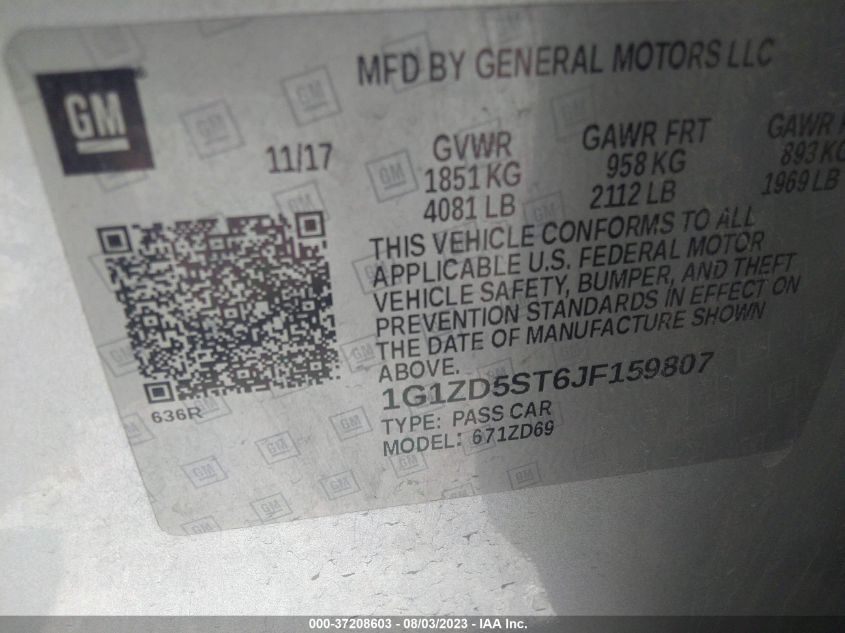 MFD BY GENERAL MOTORS LLC
GM
11/17
GVWR
1851 KG
4081 LB
GAWR FRT
958 KG
2112 LB
GAWR
893 KG
1969 LB
THIS VEHICLE CONFORMS TO ALL
APPLICABLE U.S. FEDERAL MOTOR
VEHICLE SAFETY, BUMPER, AND THEFT
PREVENTION STANDARDS IN EFFECT ON
THE DATE OF MANUFACTURE SHOWN
ABOVE.
1G1ZD5ST6JF159807
TYPE: PASS CAR
MODEL: 671ZD69
636R
000-37208603 - 08/03/2023 - IAA Inc.